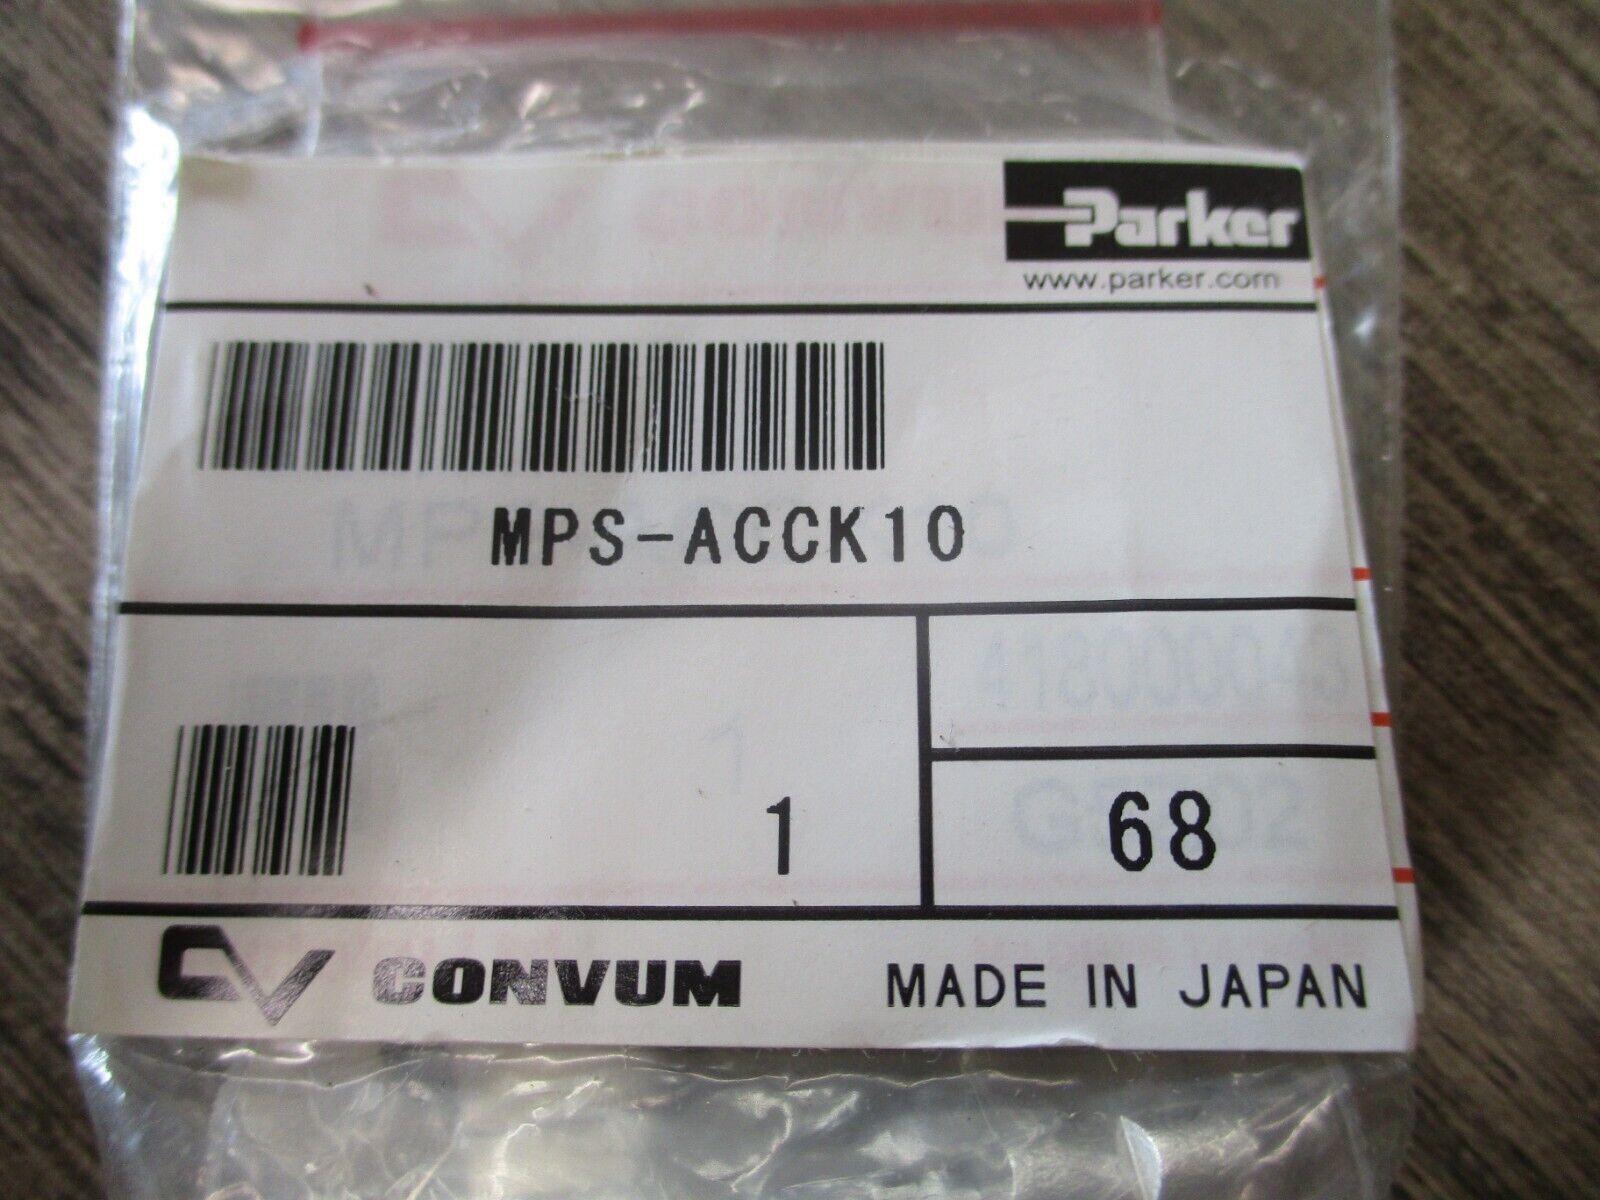 Parker
www.parker.com
MPS-ACCK10
1
68
CONVUM
MADE IN JAPAN